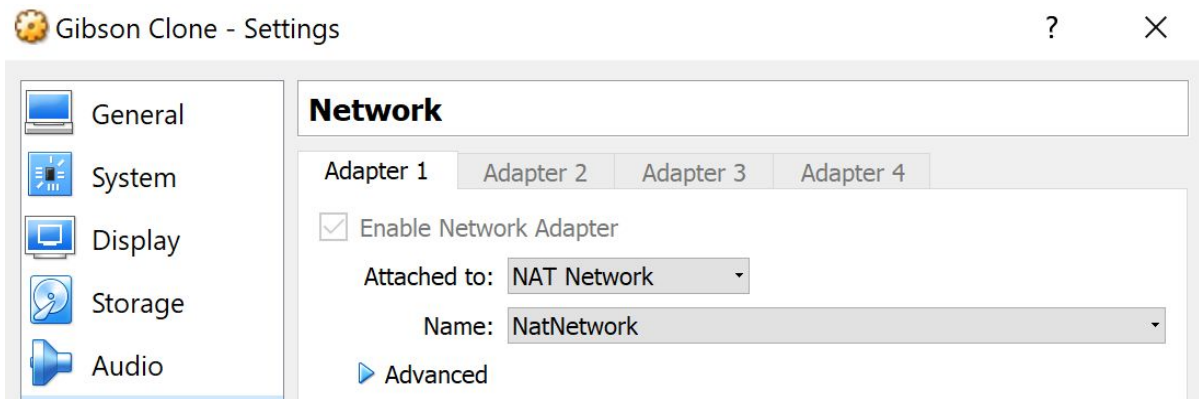 Gibson Clone - Settings ? ×
General
System
Display
Storage
Audio
Network
Adapter 1 Adapter 2 Adapter 3 Adapter 4
Enable Network Adapter
Attached to: NAT Network
Name: NatNetwork
Advanced